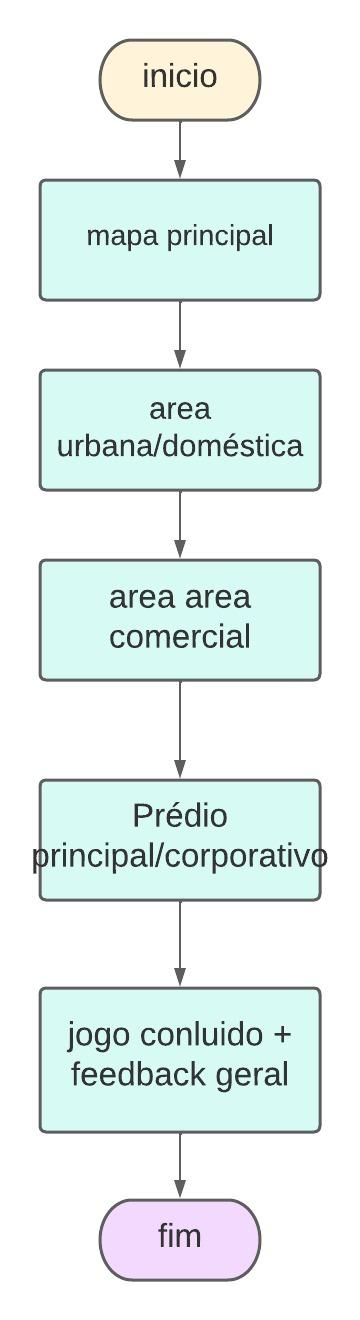 inicio
mapa principal
area
urbana/doméstica
area area
comercial
Prédio
principal/corporativo
jogo conluido +
feedback geral
fim